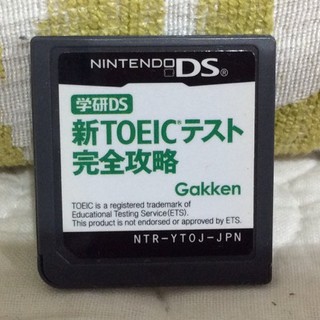 NINTENDO DS®
学研DS
新TOEIC®テスト
完全攻略
Gakken
TOEIC is a registered trademark of
Educational Testing Service(ETS).
This product is not endorsed or approved by ETS.
NTR-YTOJ-JPN